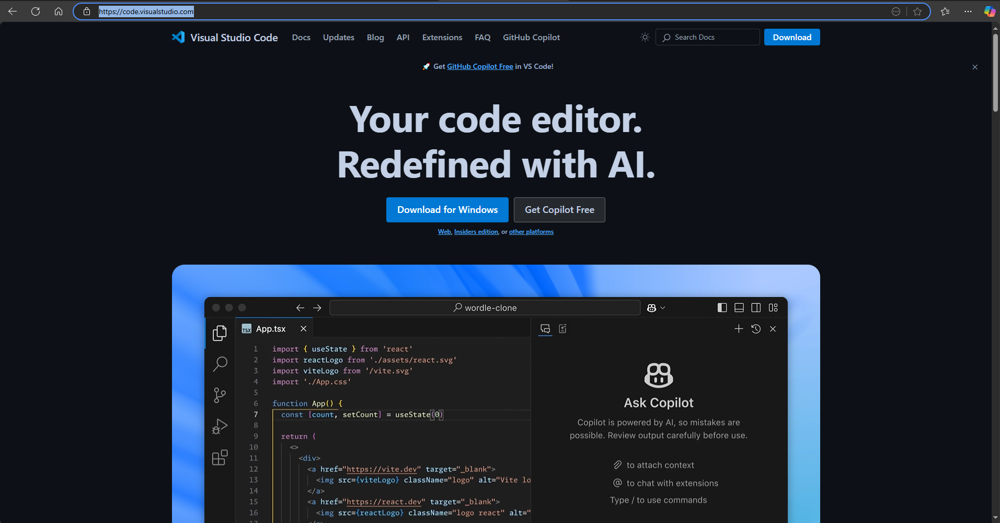 https://code.visualstudio.com
Visual Studio Code Docs Updates Blog API Extensions FAQ GitHub Copilot Search Docs Download
🚀 Get GitHub Copilot Free in VS Code!
Your code editor.
Redefined with AI.
Download for Windows Get Copilot Free
Web, Insiders edition, or other platforms
wordle-clone
TSX App.tsx
1 import { useState } from 'react'
2 import reactLogo from './assets/react.svg'
3 import viteLogo from '/vite.svg'
4 import './App.css'
5
6 function App() {
7 const [count, setCount] = useState(0)
8
9 return (
10 <>
11 <div>
12 <a href="https://vite.dev" target="_blank">
13 <img src={viteLogo} className="logo" alt="Vite lo
14 </a>
15 <a href="https://react.dev" target="_blank">
16 <img src={reactLogo} className="logo react" alt="
Ask Copilot
Copilot is powered by AI, so mistakes are
possible. Review output carefully before use.
to attach context
@ to chat with extensions
Type / to use commands